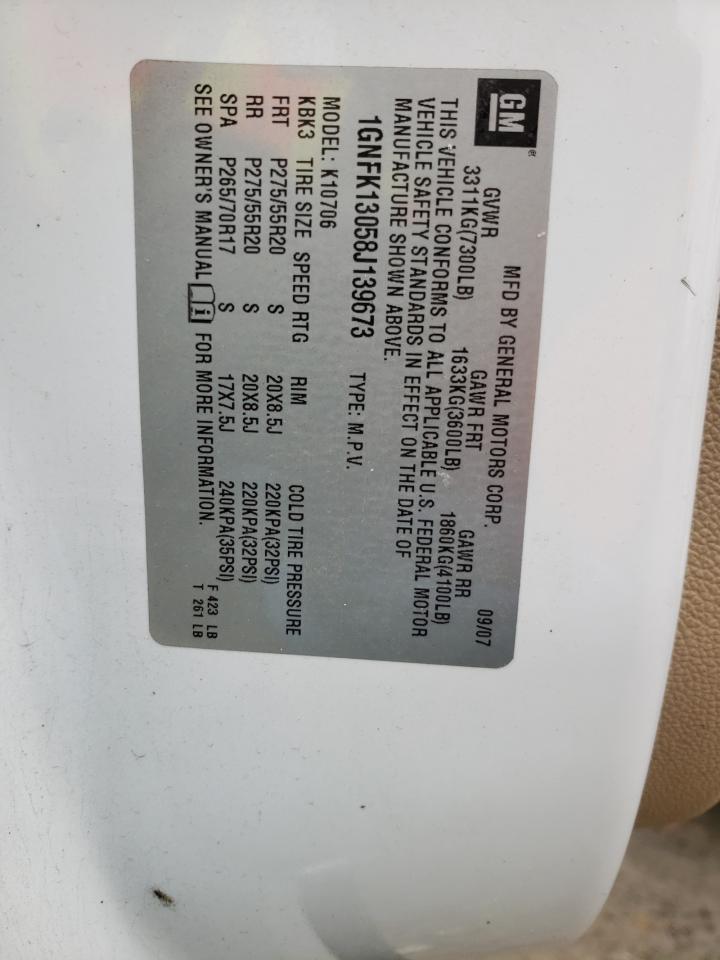 GM®
MFD BY GENERAL MOTORS CORP. 09/07
GVWR GAWR FRT GAWR RR
3311KG(7300LB) 1633KG(3600LB) 1860KG(4100LB)
THIS VEHICLE CONFORMS TO ALL APPLICABLE U.S. FEDERAL MOTOR
VEHICLE SAFETY STANDARDS IN EFFECT ON THE DATE OF
MANUFACTURE SHOWN ABOVE.
1GNFK13058J139673 TYPE: M.P.V.
MODEL: K10706
KBK3 TIRE SIZE SPEED RTG RIM COLD TIRE PRESSURE
FRT P275/55R20 S 20X8.5J 220KPA(32PSI)
RR P275/55R20 S 20X8.5J 220KPA(32PSI)
SPA P265/70R17 S 17X7.5J 240KPA(35PSI)
SEE OWNER'S MANUAL i FOR MORE INFORMATION.
F 423 LB
T 261 LB